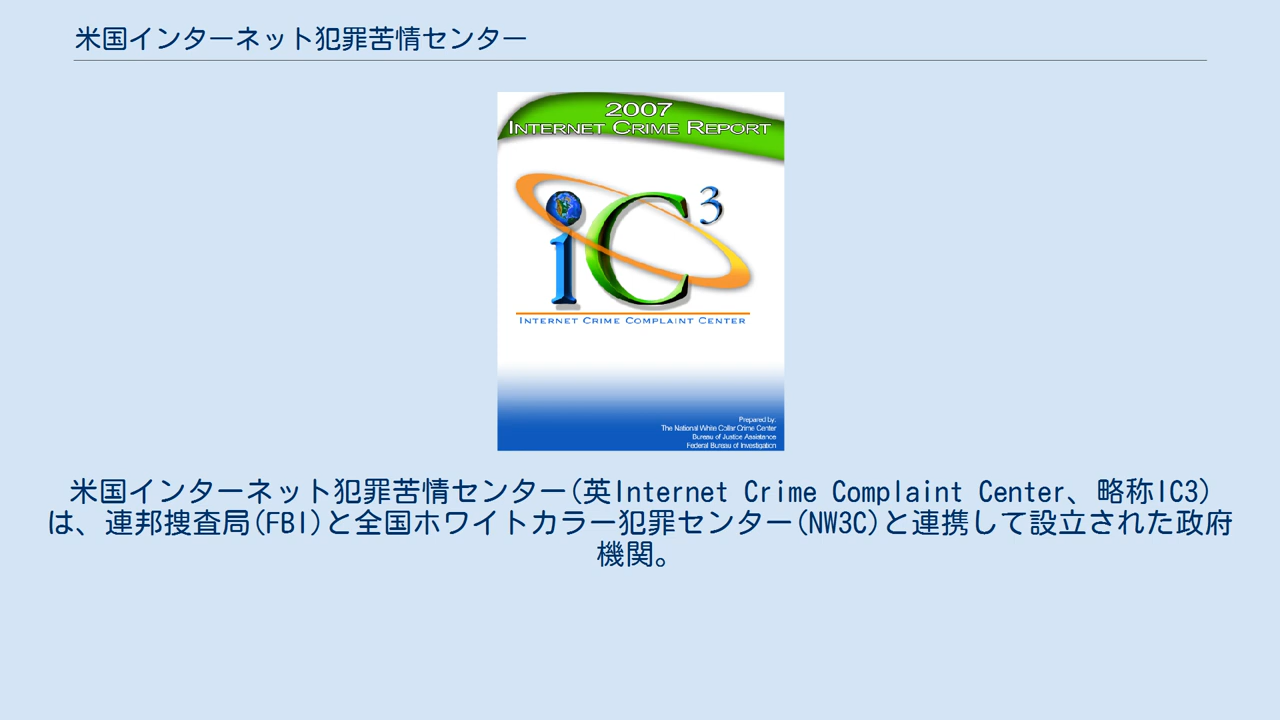 米国インターネット犯罪苦情センター
2007
INTERNET CRIME REPORT
iC3
INTERNET CRIME COMPLAINT CENTER
Prepared by:
The National White Collar Crime Center
Bureau of Justice Assistance
Federal Bureau of Investigation
米国インターネット犯罪苦情センター(英Internet Crime Complaint Center、略称IC3)
は、連邦捜査局(FBI)と全国ホワイトカラー犯罪センター(NW3C)と連携して設立された政府
機関。